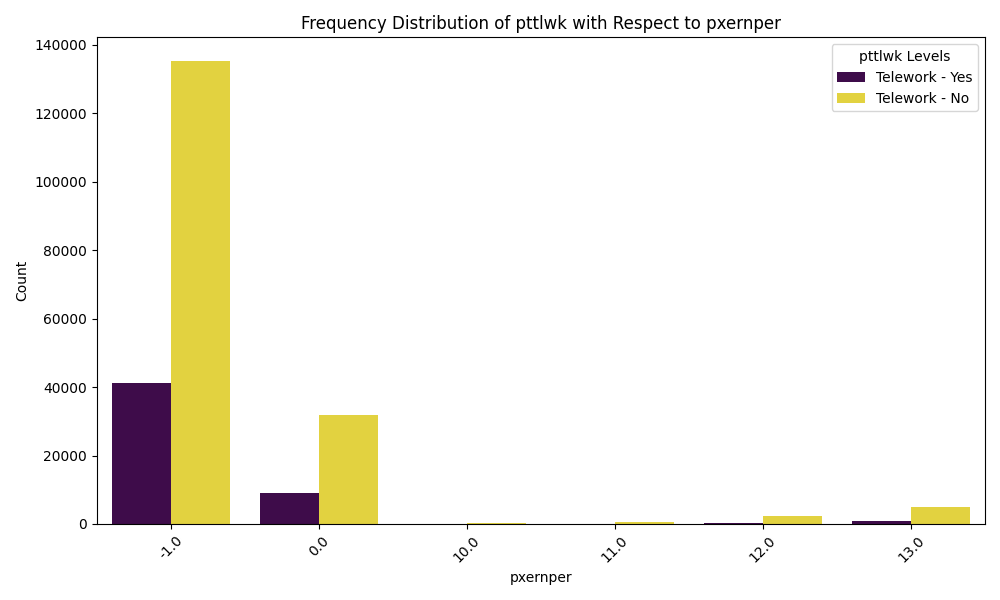 Frequency Distribution of pttlwk with Respect to pxernper
pttlwk Levels
Telework - Yes
Telework - No
Count
140000
120000
100000
80000
60000
40000
20000
0
-1.0
0.0
10.0
11.0
12.0
13.0
pxernper